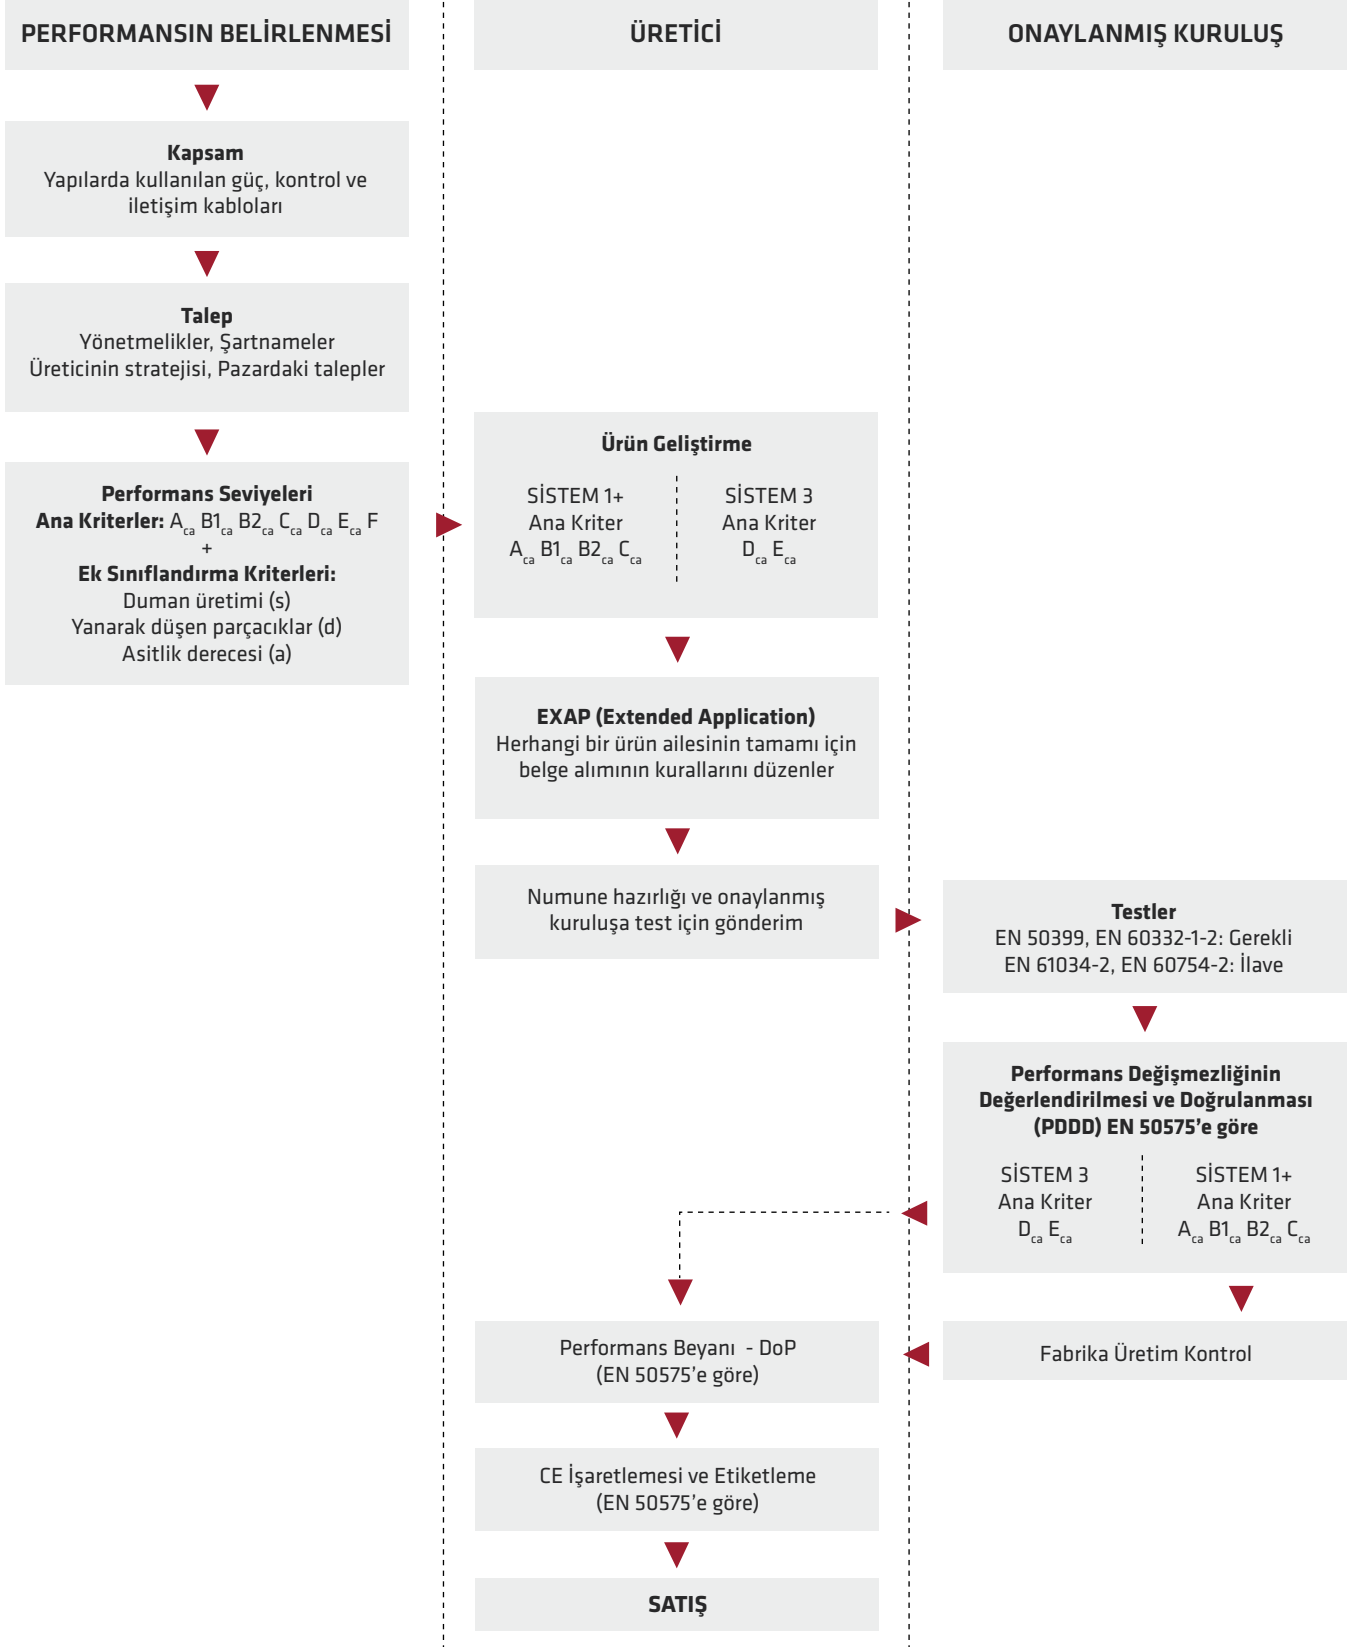 PERFORMANSIN BELİRLENMESİ
Kapsam
Yapılarda kullanılan güç, kontrol ve
iletişim kabloları
Talep
Yönetmelikler, Şartnameler
Üreticinin stratejisi, Pazardaki talepler
Performans Seviyeleri
Ana Kriterler: Aca B1ca B2ca Cca Dca Eca F
+
Ek Sınıflandırma Kriterleri:
Duman üretimi (s)
Yanarak düşen parçacıklar (d)
Asitlik derecesi (a)
ÜRETİCİ
Ürün Geliştirme
SİSTEM 1+
Ana Kriter
Aca B1ca B2ca Cca
SİSTEM 3
Ana Kriter
Dca Eca
EXAP (Extended Application)
Herhangi bir ürün ailesinin tamamı için
belge alımının kurallarını düzenler
Numune hazırlığı ve onaylanmış
kuruluşa test için gönderim
ONAYLANMIŞ KURULUŞ
Testler
EN 50399, EN 60332-1-2: Gerekli
EN 61034-2, EN 60754-2: İlave
Performans Değişmezliğinin
Değerlendirilmesi ve Doğrulanması
(PDDD) EN 50575’e göre
SİSTEM 3
Ana Kriter
Dca Eca
SİSTEM 1+
Ana Kriter
Aca B1ca B2ca Cca
Fabrika Üretim Kontrol
Performans Beyanı - DoP
(EN 50575’e göre)
CE İşaretlemesi ve Etiketleme
(EN 50575’e göre)
SATIŞ